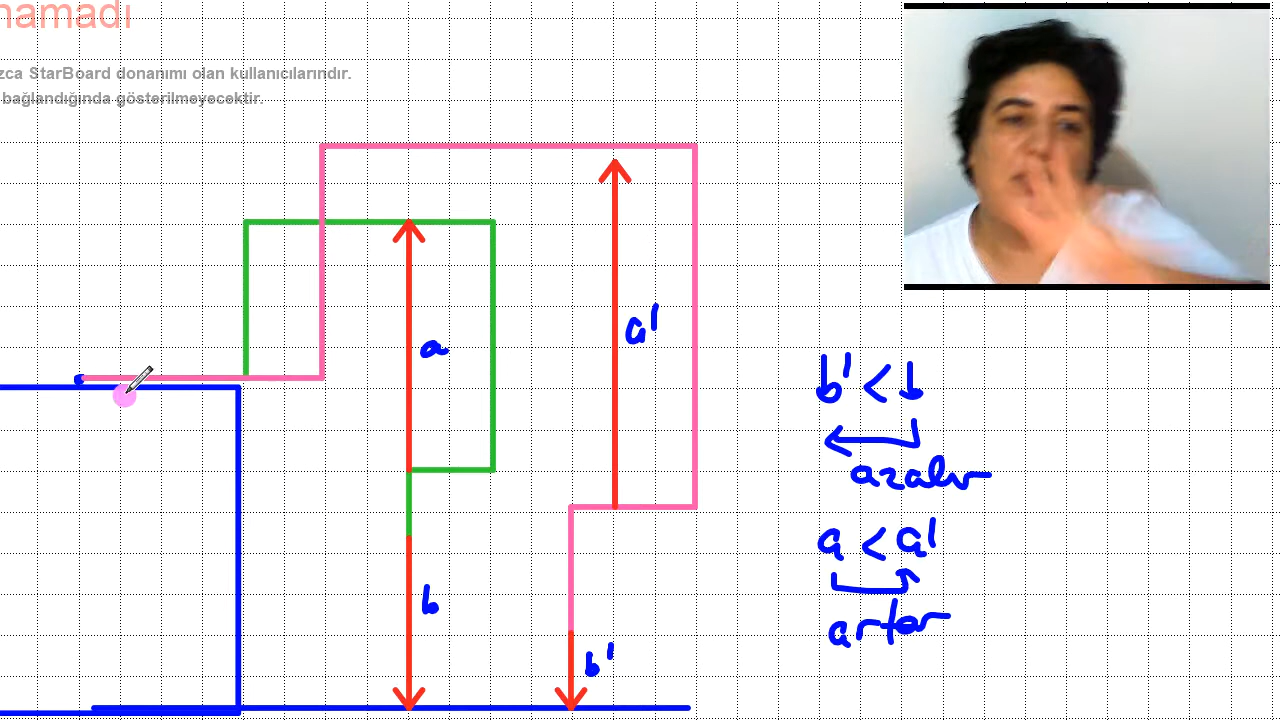 namadı
zca StarBoard donanımı olan kullanıcılarındır.
bağlandığında gösterilmeyecektir.
a
a'
b
b'
b' < b
azalır
a < a'
artar